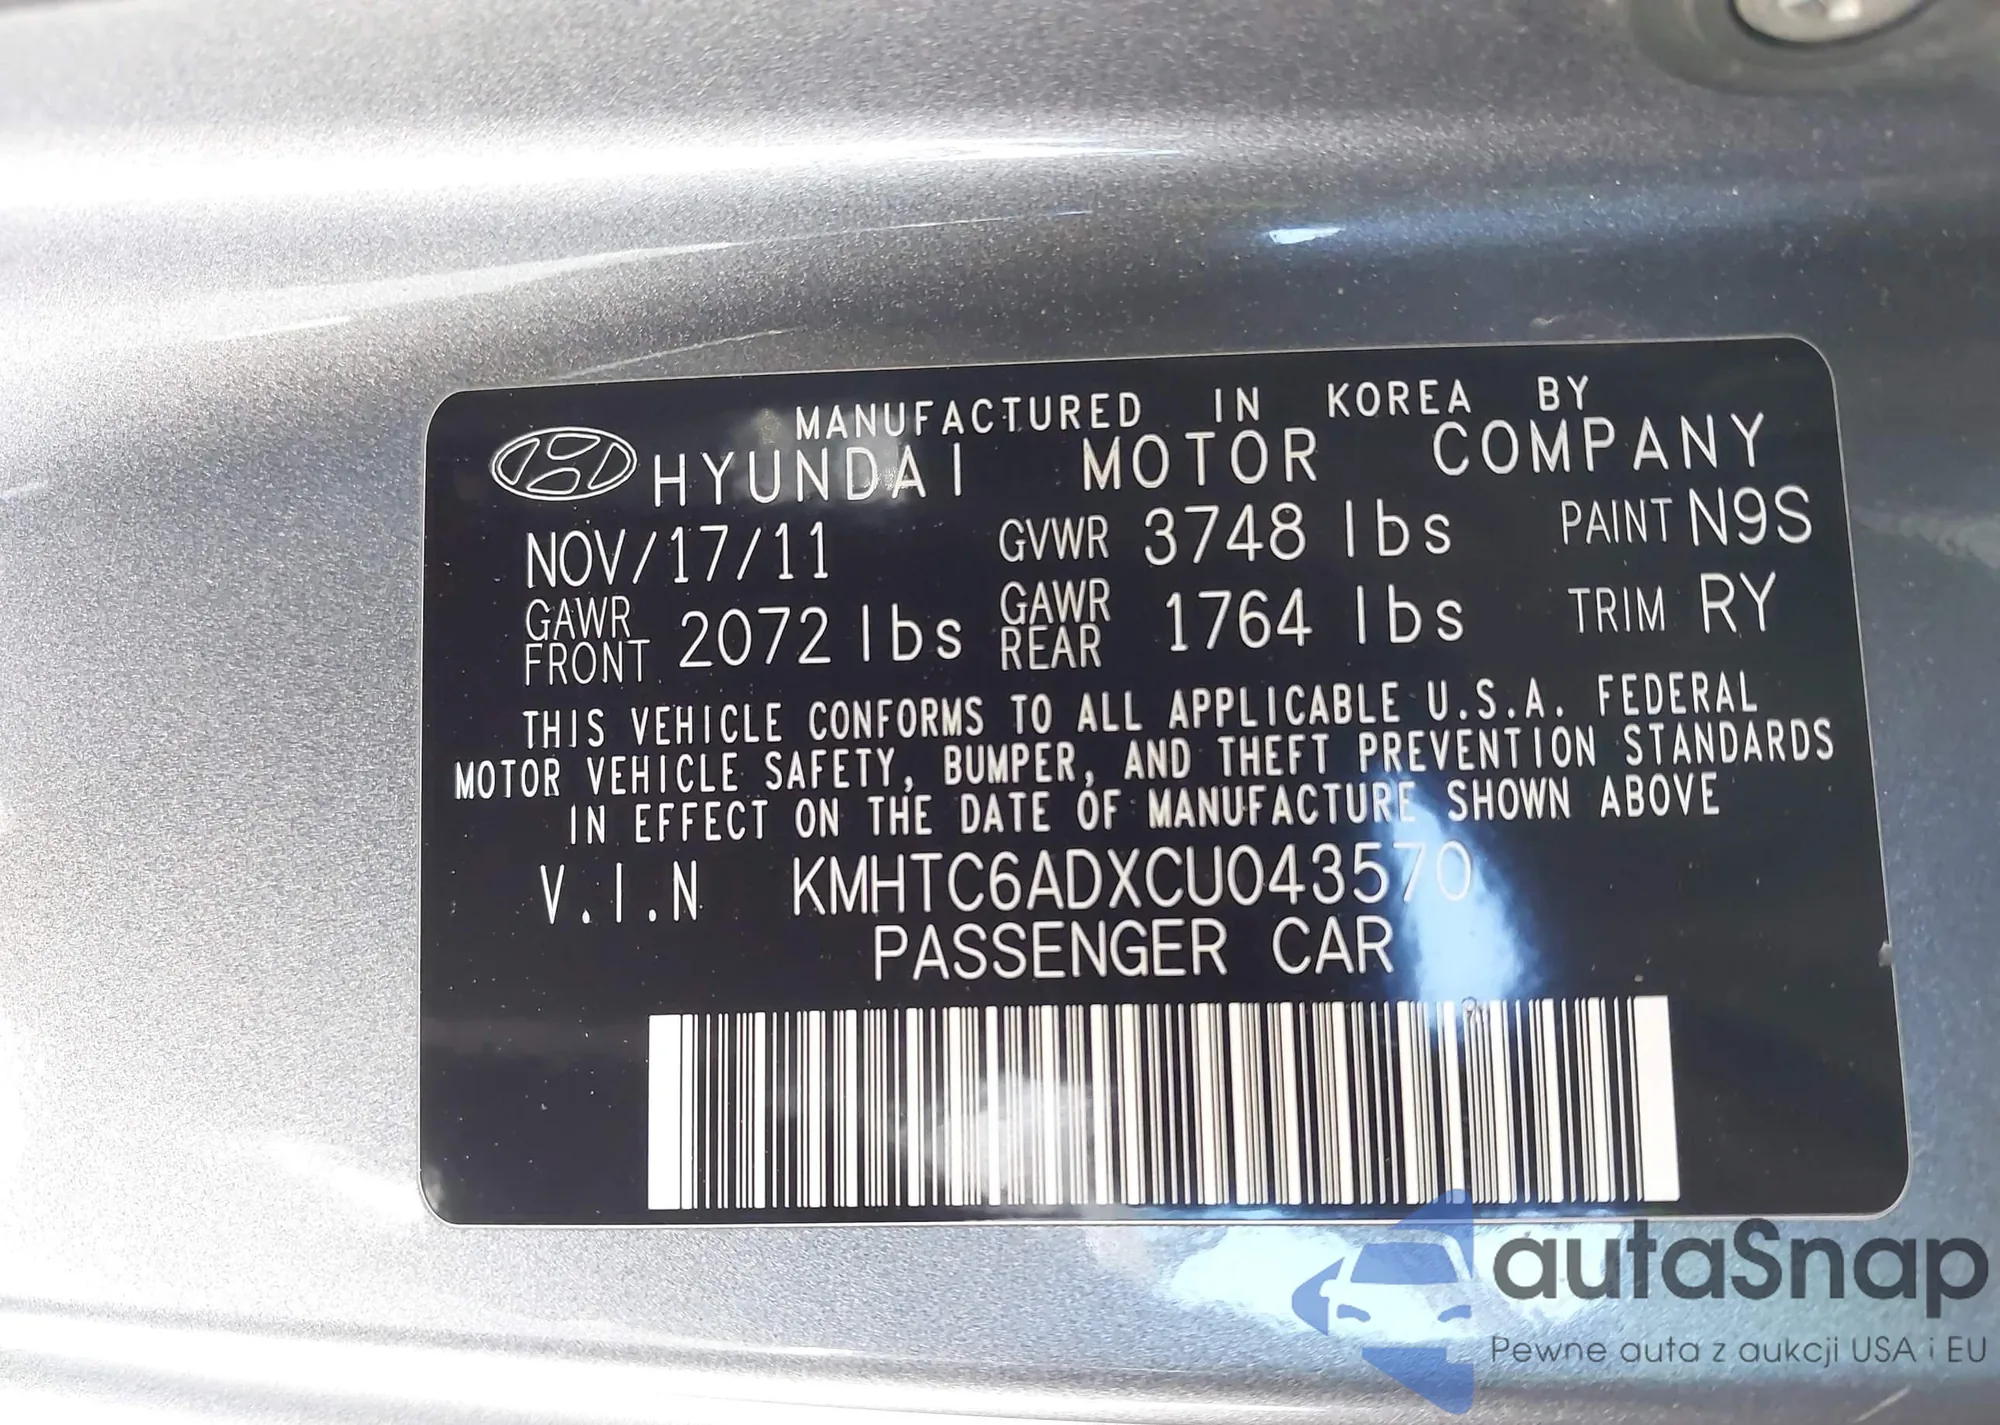 MANUFACTURED IN KOREA BY
HYUNDAI MOTOR COMPANY
NOV/17/11 GVWR 3748 lbs PAINT N9S
GAWR FRONT 2072 lbs GAWR REAR 1764 lbs TRIM RY
THIS VEHICLE CONFORMS TO ALL APPLICABLE U.S.A. FEDERAL
MOTOR VEHICLE SAFETY, BUMPER, AND THEFT PREVENTION STANDARDS
IN EFFECT ON THE DATE OF MANUFACTURE SHOWN ABOVE
V.I.N KMHTC6ADXCU043570
PASSENGER CAR
autaSnap
Pewne auta z aukcji USA i EU